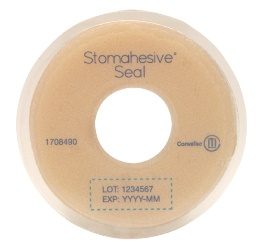 Stomahesive®
Seal
1708490
ConvaTec
LOT: 1234567
EXP: YYYY-MM